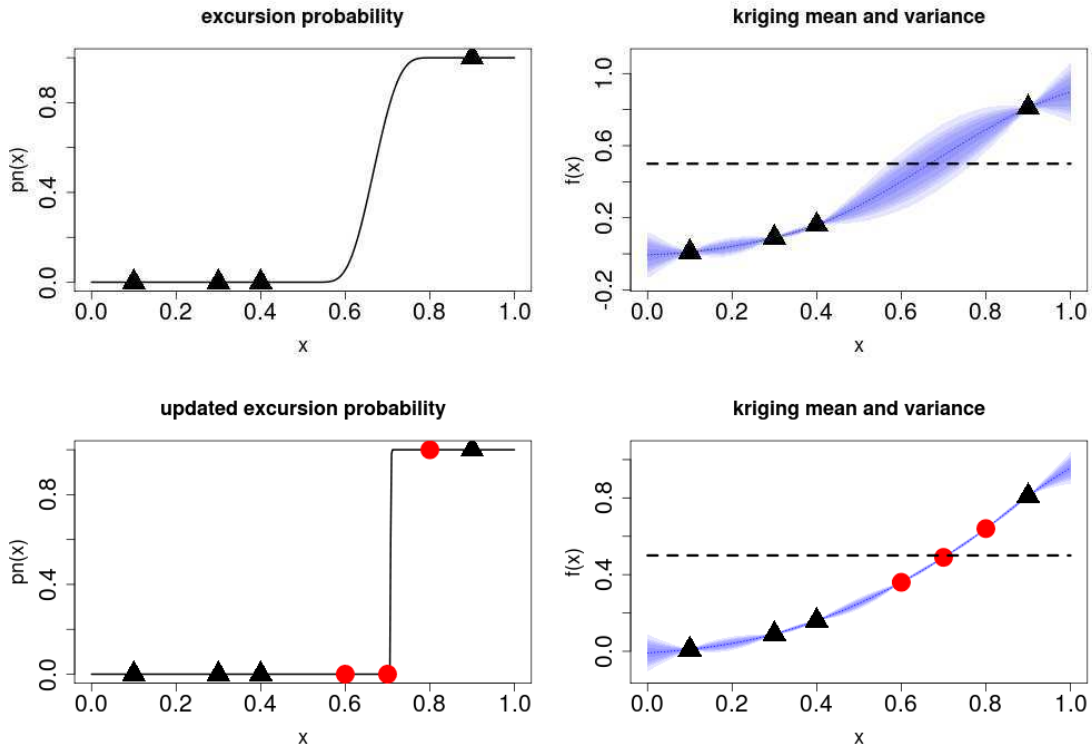 excursion probability
pn(x)
0.0 0.4 0.8
0.0 0.2 0.4 0.6 0.8 1.0
x
kriging mean and variance
f(x)
-0.2 0.2 0.6 1.0
0.0 0.2 0.4 0.6 0.8 1.0
x
updated excursion probability
pn(x)
0.0 0.4 0.8
0.0 0.2 0.4 0.6 0.8 1.0
x
kriging mean and variance
f(x)
0.0 0.4 0.8
0.0 0.2 0.4 0.6 0.8 1.0
x